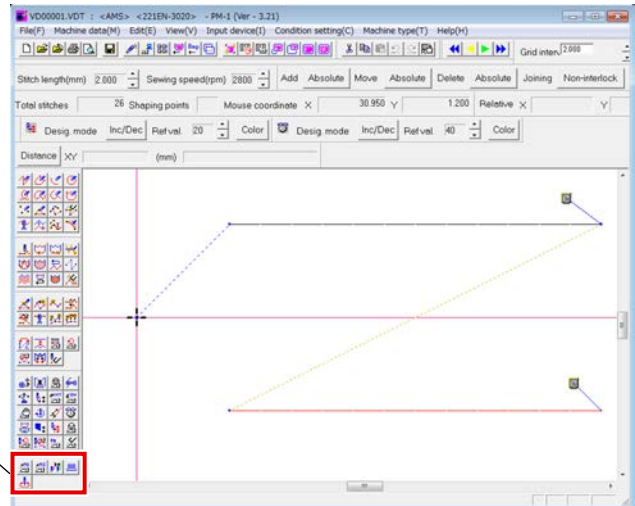 VD00001.VDT : <AMS> <221EN-3020> - PM-1 (Ver - 3.21)
File(F) Machine data(M) Edit(E) View(V) Input device(I) Condition setting(C) Machine type(T) Help(H)
Grid interv. 2.000
Stitch length(mm) 2.000 Sewing speed(rpm) 2800 Add Absolute Move Absolute Delete Absolute Joining Non-interlock
Total stitches 26 Shaping points Mouse coordinate X 30.950 Y 1.200 Relative X Y
Desig. mode Inc/Dec Ref.val. 20 Color Desig. mode Inc/Dec Ref.val. 40 Color
Distance XY (mm)